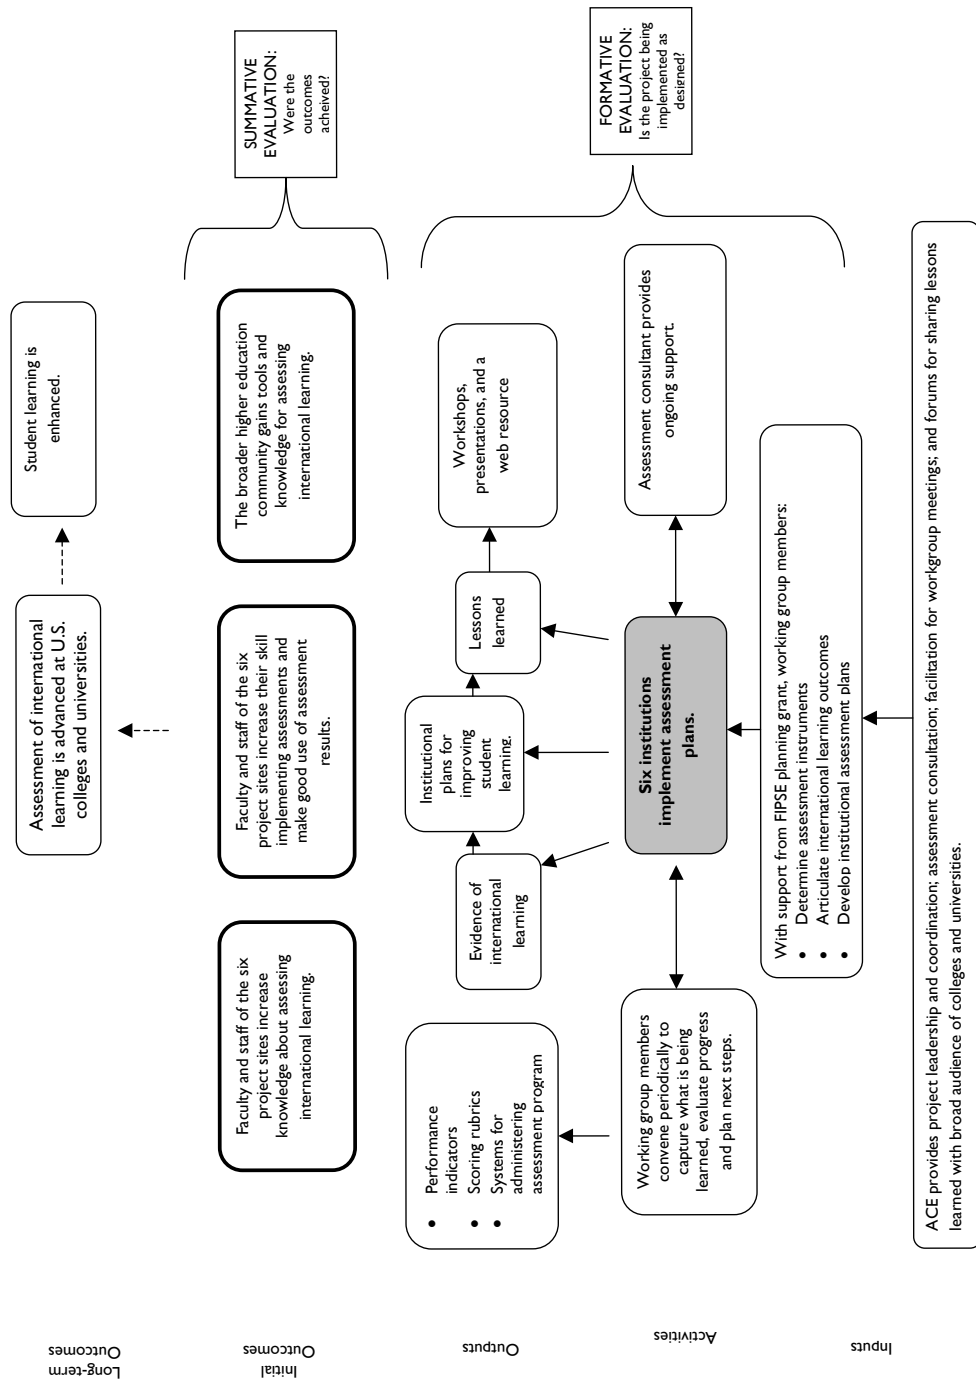 Long-term
Outcomes
Assessment of international
learning is advanced at U.S.
colleges and universities.
Student learning is
enhanced.
Initial
Outcomes
Faculty and staff of the six
project sites increase
knowledge about assessing
international learning.
Faculty and staff of the six
project sites increase their skill
implementing assessments and
make good use of assessment
results.
The broader higher education
community gains tools and
knowledge for assessing
international learning.
SUMMATIVE
EVALUATION:
Were the
outcomes
acheived?
Outputs
• Performance
indicators
• Scoring rubrics
• Systems for
administering
assessment program
Evidence of
international
learning
Institutional
plans for
improving
student
learning.
Lessons
learned
Workshops,
presentations, and a
web resource
FORMATIVE
EVALUATION:
Is the project being
implemented as
designed?
Activities
Working group members
convene periodically to
capture what is being
learned, evaluate progress
and plan next steps.
Six institutions
implement assessment
plans.
Assessment consultant provides
ongoing support.
With support from FIPSE planning grant, working group members:
• Determine assessment instruments
• Articulate international learning outcomes
• Develop institutional assessment plans
Inputs
ACE provides project leadership and coordination; assessment consultation, facilitation for workgroup meetings; and forums for sharing lessons
learned with broad audience of colleges and universities.